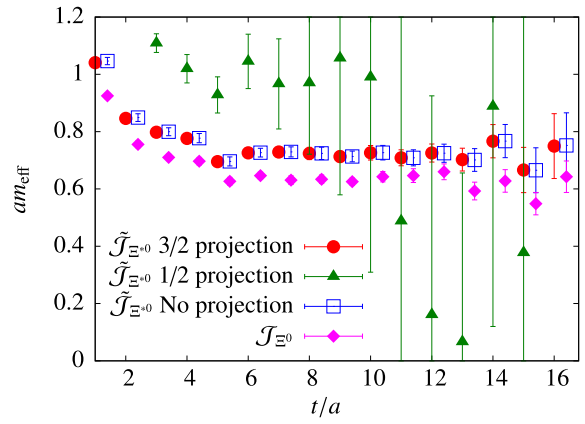 1.2
1
0.8
0.6
0.4
0.2
0
am_eff
𝒥̃_Ξ*0 3/2 projection
𝒥̃_Ξ*0 1/2 projection
𝒥̃_Ξ*0 No projection
𝒥_Ξ0
2 4 6 8 10 12 14 16
t/a